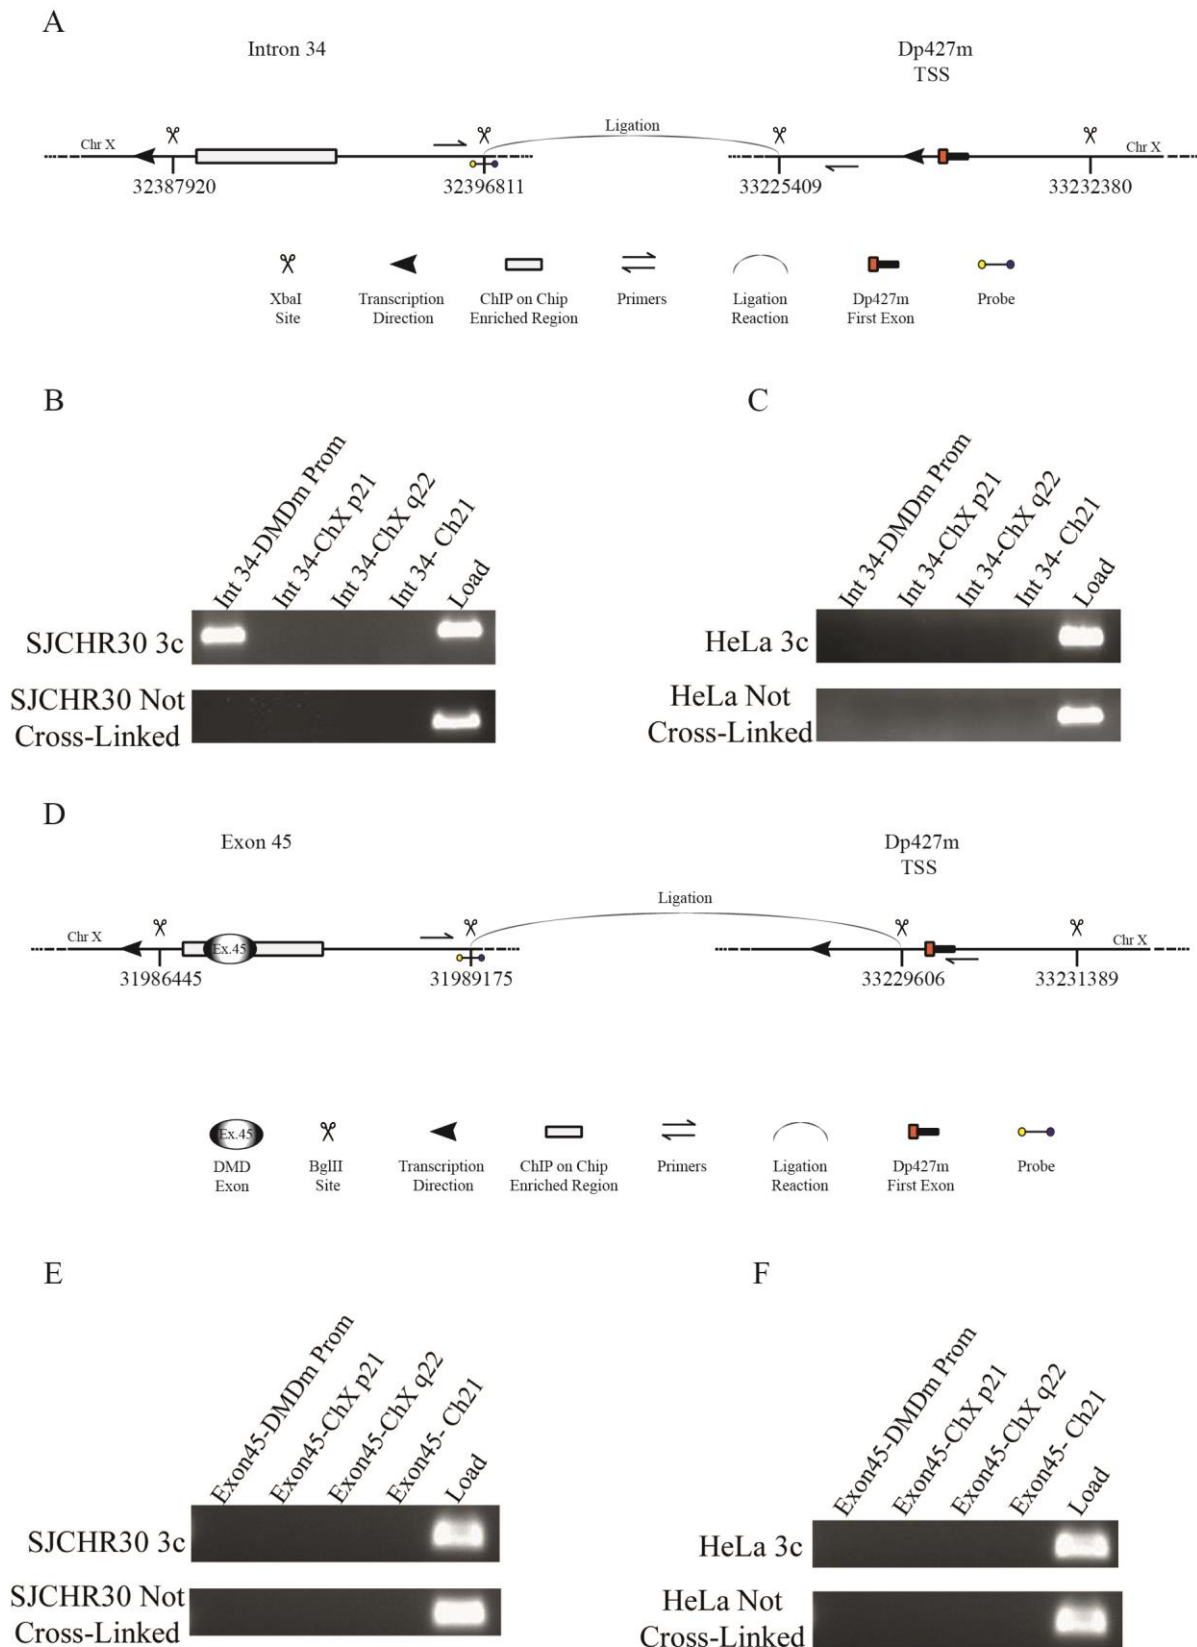 A
Intron 34
Dp427m
TSS
Ligation
Chr X
Chr X
32387920
32396811
33225409
33232380
XbaI
Site
Transcription
Direction
ChIP on Chip
Enriched Region
Primers
Ligation
Reaction
Dp427m
First Exon
Probe
B
Int 34-DMDm Prom
Int 34-ChX p21
Int 34-ChX q22
Int 34- Ch21
Load
SJCHR30 3c
SJCHR30 Not
Cross-Linked
C
Int 34-DMDm Prom
Int 34-ChX p21
Int 34-ChX q22
Int 34- Ch21
Load
HeLa 3c
HeLa Not
Cross-Linked
D
Exon 45
Dp427m
TSS
Ligation
Chr X
Ex.45
Chr X
31986445
31989175
33229606
33231389
Ex.45
DMD
Exon
BglII
Site
Transcription
Direction
ChIP on Chip
Enriched Region
Primers
Ligation
Reaction
Dp427m
First Exon
Probe
E
Exon45-DMDm Prom
Exon45-ChX p21
Exon45-ChX q22
Exon45- Ch21
Load
SJCHR30 3c
SJCHR30 Not
Cross-Linked
F
Exon45-DMDm Prom
Exon45-ChX p21
Exon45-ChX q22
Exon45- Ch21
Load
HeLa 3c
HeLa Not
Cross-Linked